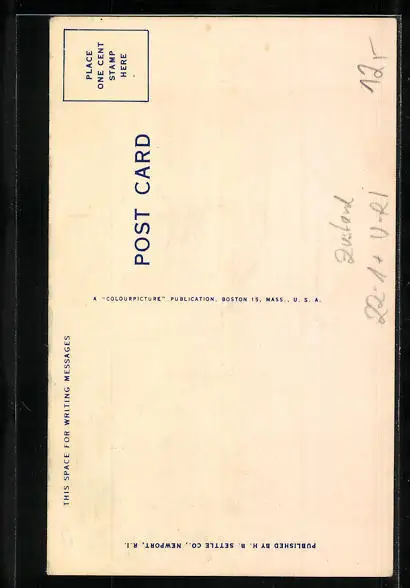 PLACE
ONE CENT
STAMP
HERE
POST CARD
THIS SPACE FOR WRITING MESSAGES
A "COLOURPICTURE" PUBLICATION, BOSTON 15, MASS., U. S. A.
PUBLISHED BY H. B. SETTLE CO., NEWPORT, R.I.
Zustand